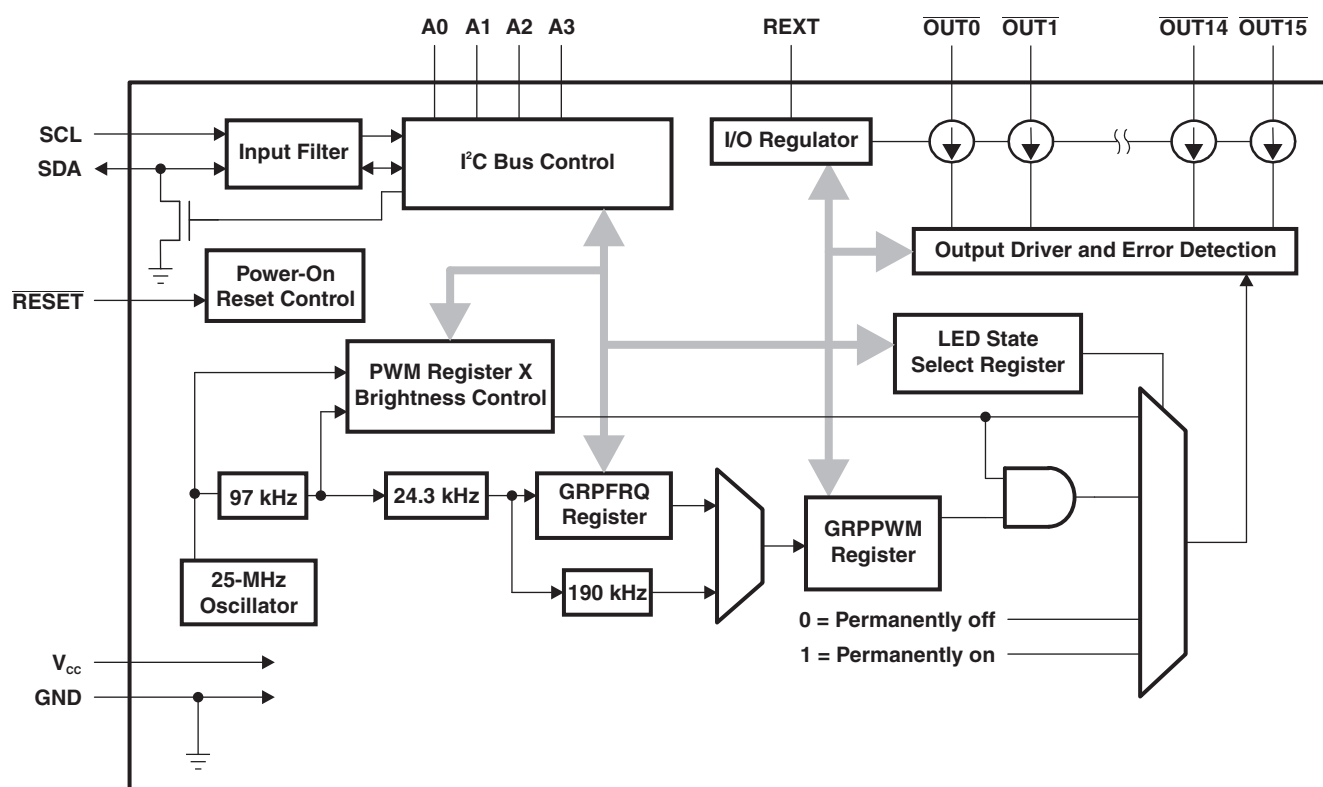 A0 A1 A2 A3 REXT OUT0 OUT1 OUT14 OUT15
SCL
SDA
Input Filter
I²C Bus Control
I/O Regulator
Output Driver and Error Detection
RESET
Power-On
Reset Control
PWM Register X
Brightness Control
LED State
Select Register
97 kHz
24.3 kHz
GRPFRQ
Register
GRPPWM
Register
25-MHz
Oscillator
190 kHz
0 = Permanently off
1 = Permanently on
VCC
GND